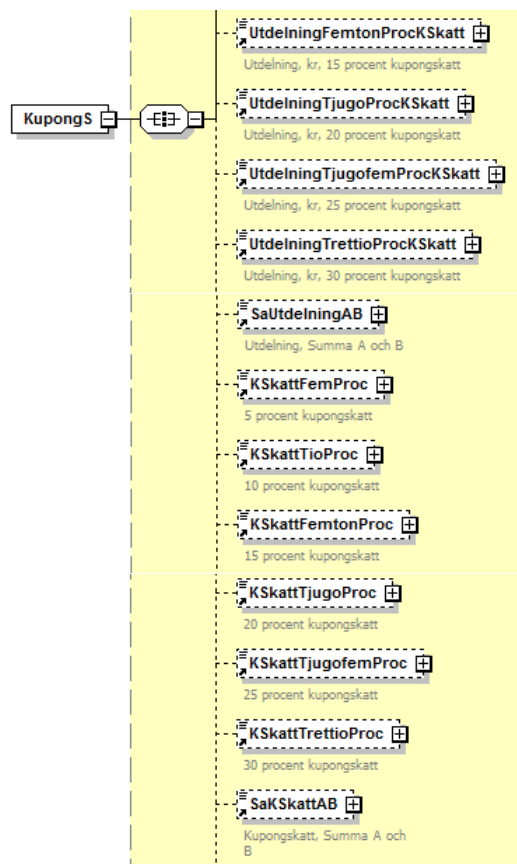 UtdelningFemtonProcKSkatt
Utdelning, kr, 15 procent kupongskatt
KupongS
UtdelningTjugoProcKSkatt
Utdelning, kr, 20 procent kupongskatt
UtdelningTjugofemProcKSkatt
Utdelning, kr, 25 procent kupongskatt
UtdelningTrettioProcKSkatt
Utdelning, kr, 30 procent kupongskatt
SaUtdelningAB
Utdelning, Summa A och B
KSkattFemProc
5 procent kupongskatt
KSkattTioProc
10 procent kupongskatt
KSkattFemtonProc
15 procent kupongskatt
KSkattTjugoProc
20 procent kupongskatt
KSkattTjugofemProc
25 procent kupongskatt
KSkattTrettioProc
30 procent kupongskatt
SaKSkattAB
Kupongskatt, Summa A och
B